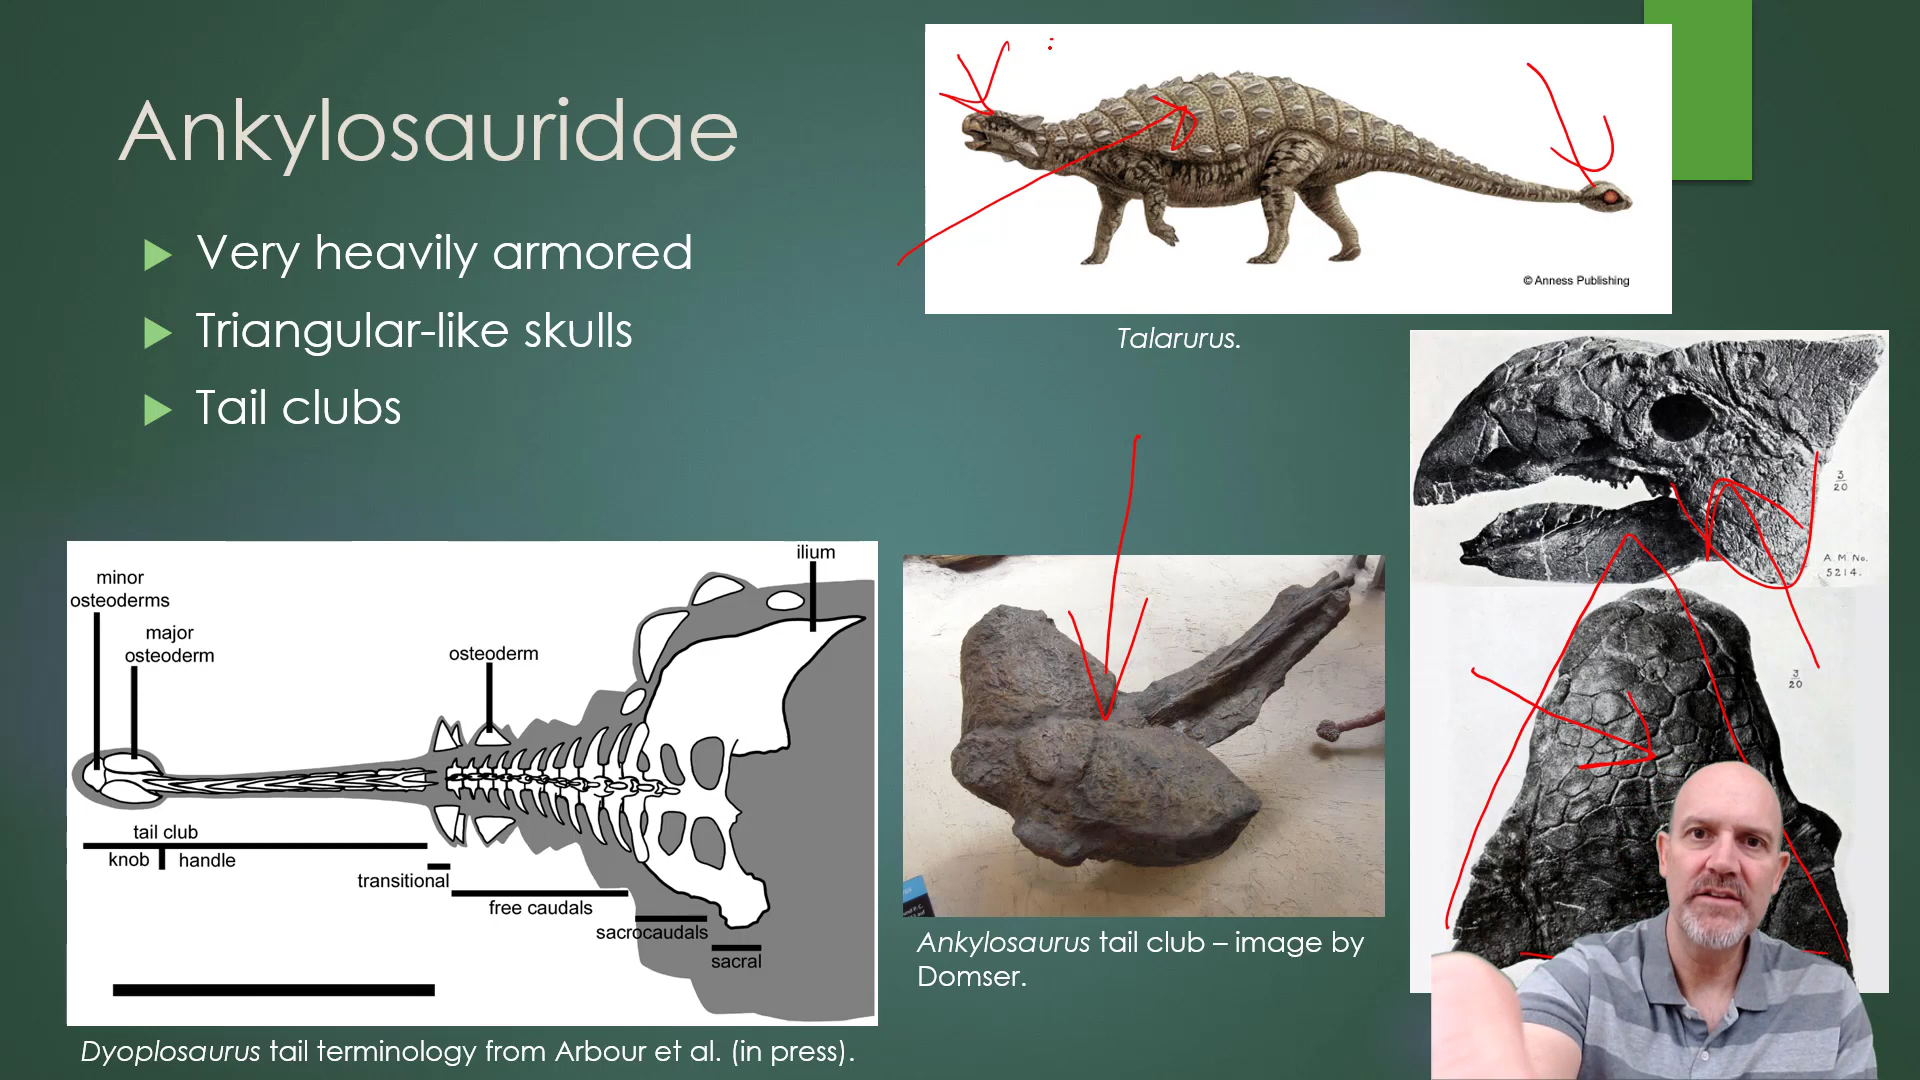 Ankylosauridae
Very heavily armored
Triangular-like skulls
Tail clubs
© Anness Publishing
Talarurus.
3
20
A. M. No.
5214.
3
20
ilium
minor
osteoderms
major
osteoderm
osteoderm
tail club
knob
handle
transitional
free caudals
sacrocaudals
sacral
Dyoplosaurus tail terminology from Arbour et al. (in press).
Ankylosaurus tail club – image by
Domser.